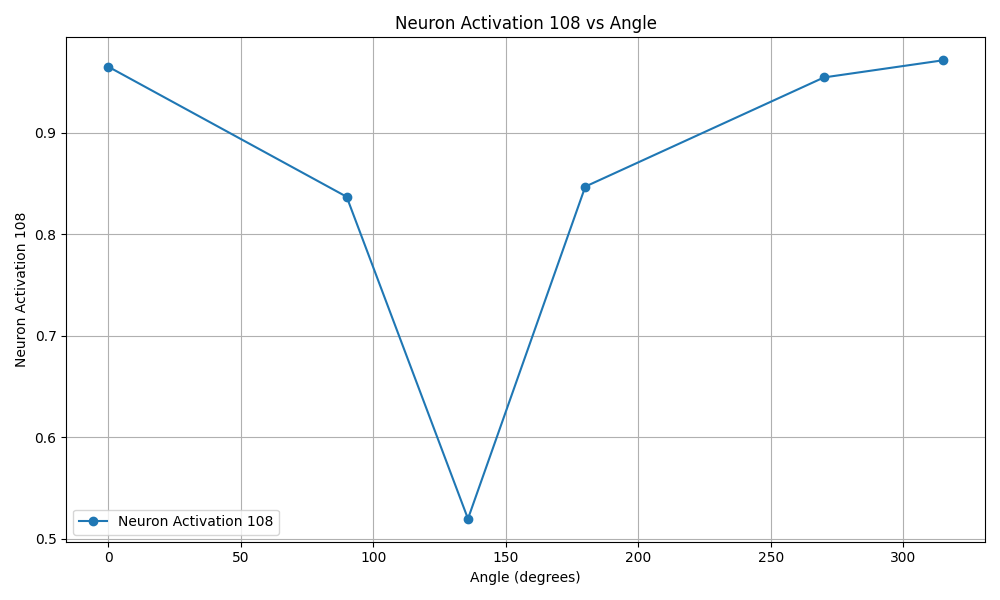 Neuron Activation 108 vs Angle
Neuron Activation 108
0.9
0.8
0.7
0.6
0.5
Neuron Activation 108
0 50 100 150 200 250 300
Angle (degrees)